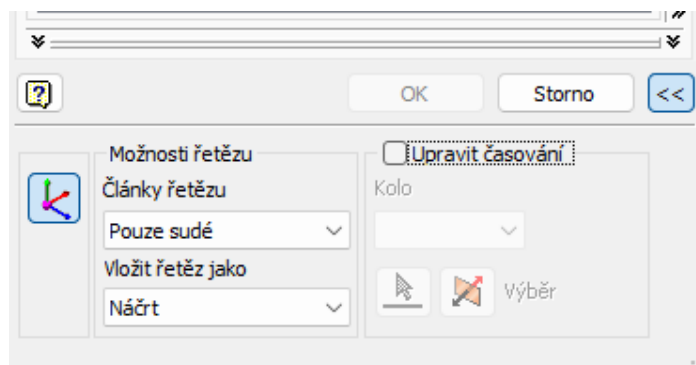 OK
Storno
<<
Možnosti řetězu
Upravit časování
Články řetězu
Kolo
Pouze sudé
Vložit řetěz jako
Výběr
Náčrt